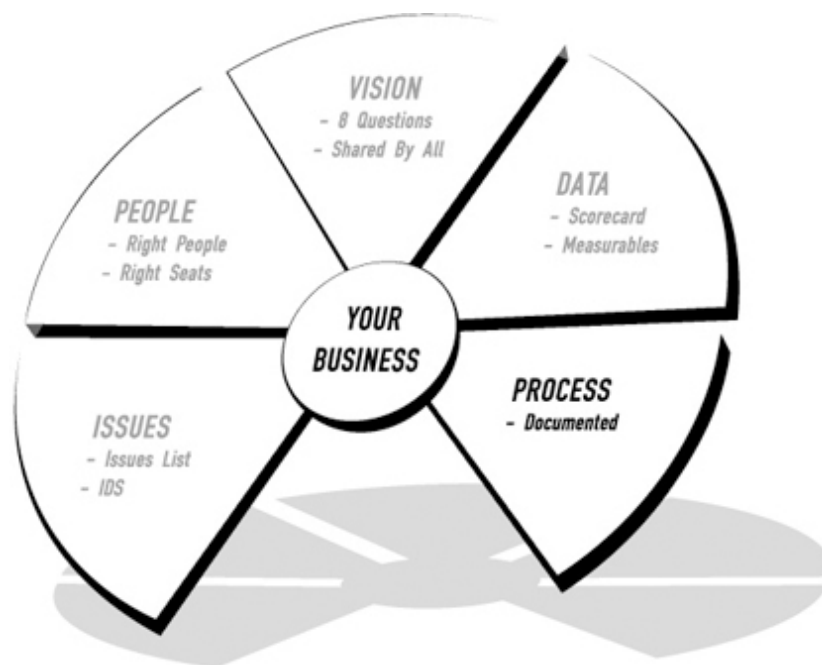 VISION
- 8 Questions
- Shared By All
DATA
- Scorecard
- Measurables
PEOPLE
- Right People
- Right Seats
YOUR
BUSINESS
PROCESS
- Documented
ISSUES
- Issues List
- IDS